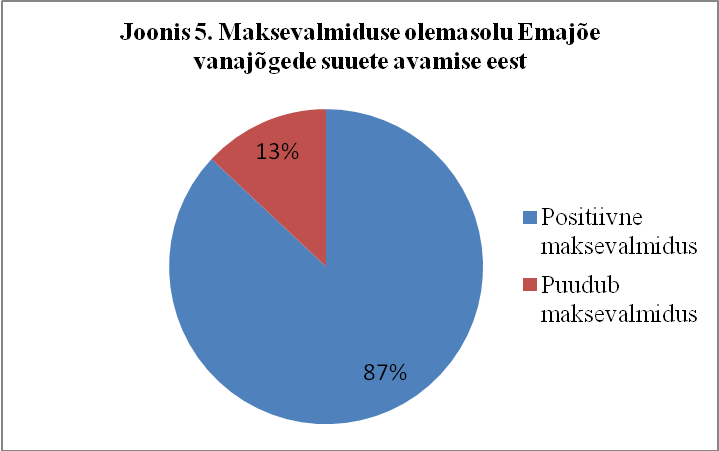 Joonis 5. Maksevalmiduse olemasolu Emajõe
vanajõgede suuete avamise eest
13%
87%
Positiivne
maksevalmidus
Puudub
maksevalmidus